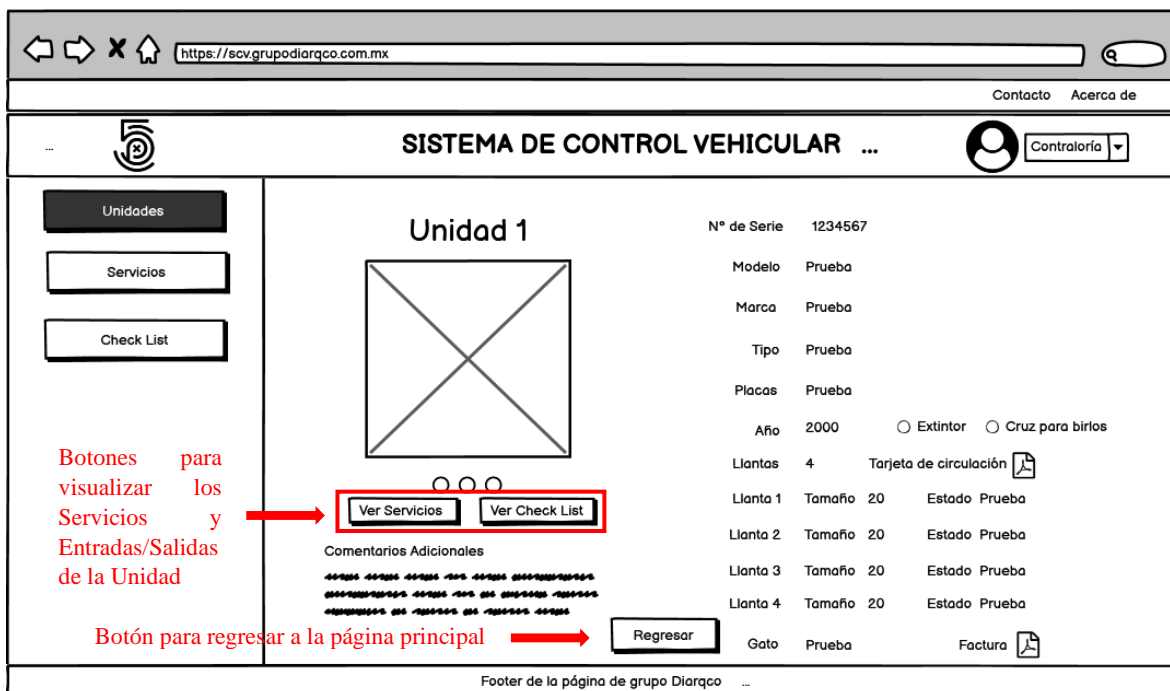 https://scv.grupodiarqco.com.mx
Contacto Acerca de
... SISTEMA DE CONTROL VEHICULAR ... Contraloría
Unidades
Servicios
Check List
Botones para
visualizar los
Servicios y
Entradas/Salidas
de la Unidad
Unidad 1
Ver Servicios Ver Check List
Comentarios Adicionales
Botón para regresar a la página principal
Regresar
Nº de Serie 1234567
Modelo Prueba
Marca Prueba
Tipo Prueba
Placas Prueba
Año 2000 Extintor Cruz para birlos
Llantas 4 Tarjeta de circulación
Llanta 1 Tamaño 20 Estado Prueba
Llanta 2 Tamaño 20 Estado Prueba
Llanta 3 Tamaño 20 Estado Prueba
Llanta 4 Tamaño 20 Estado Prueba
Gato Prueba Factura
Footer de la página de grupo Diarqco ...